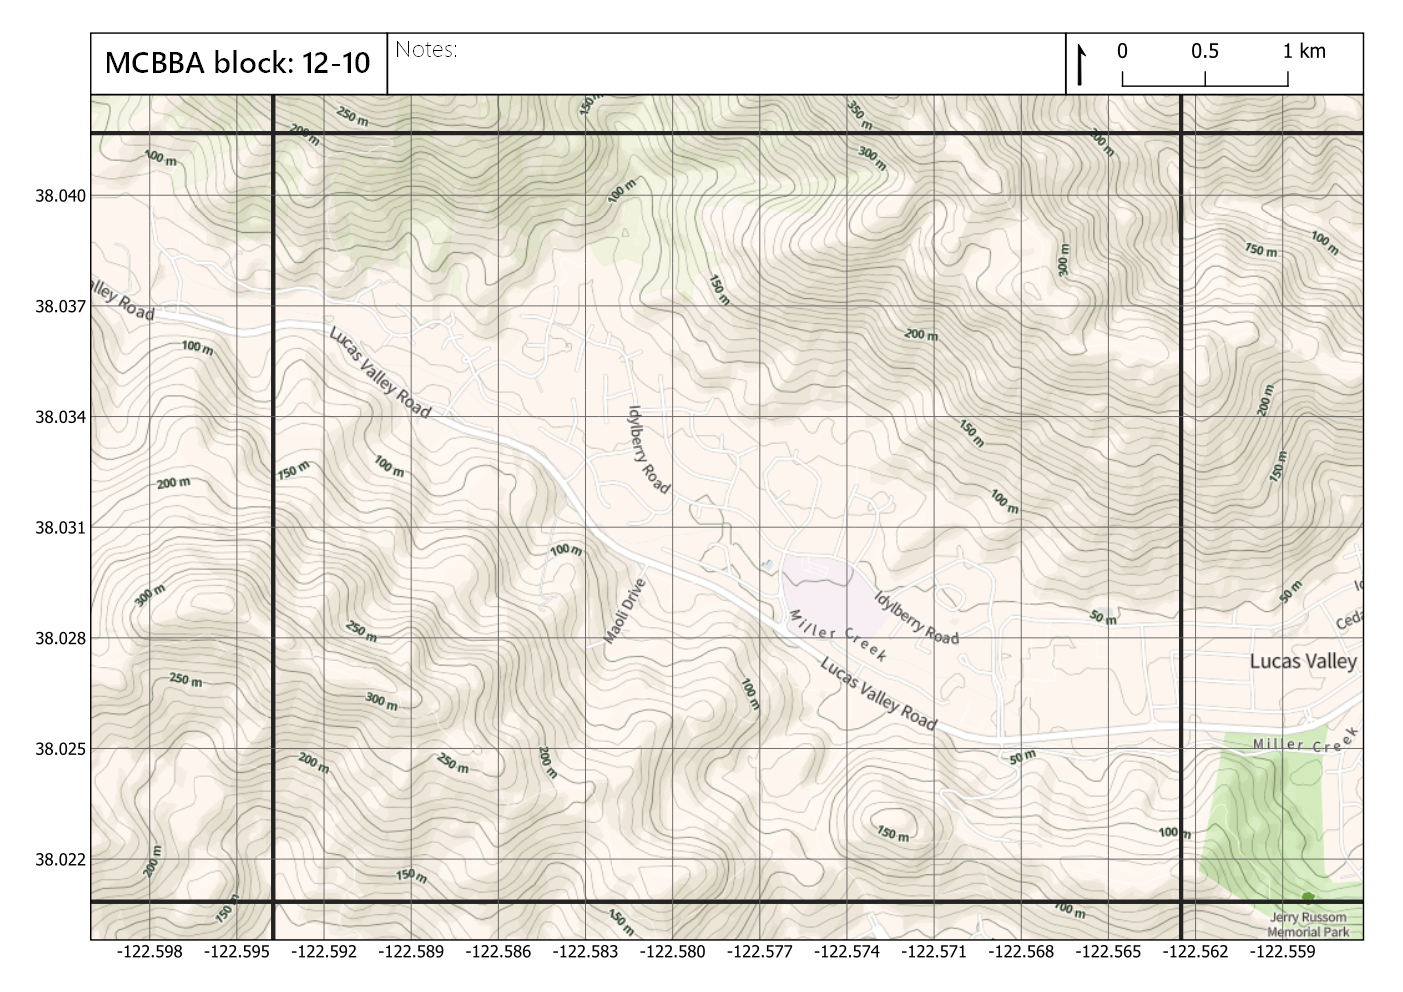 MCBBA block: 12-10
Notes:
0 0.5 1 km
250 m
150 m
350 m
200 m
300 m
400 m
300 m
38.040
100 m
150 m
100 m
300 m
150 m
alley Road
38.037
200 m
100 m
Lucas Valley Road
200 m
38.034
Idylberry Road
150 m
150 m
100 m
150 m
200 m
100 m
38.031
100 m
300 m
Maoli Drive
Idylberry Road
50 m
50 m
Ceda
250 m
Miller Creek
38.028
Lucas Valley
250 m
300 m
100 m
Lucas Valley Road
Miller Creek
38.025
200 m
250 m
200 m
50 m
150 m
100 m
38.022
200 m
150 m
150 m
150 m
100 m
Jerry Russom
Memorial Park
-122.598 -122.595 -122.592 -122.589 -122.586 -122.583 -122.580 -122.577 -122.574 -122.571 -122.568 -122.565 -122.562 -122.559